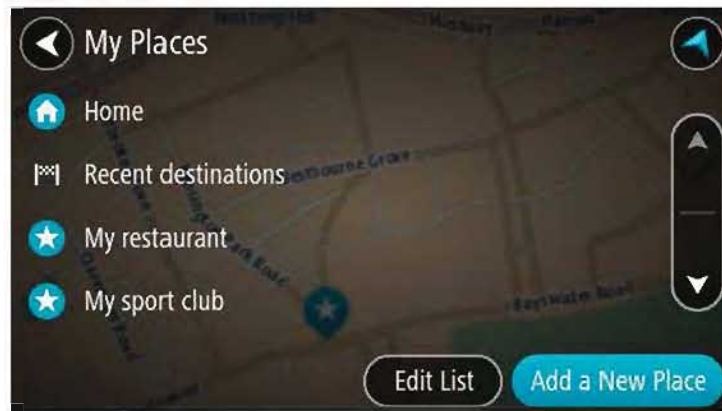 My Places
Home
Recent destinations
My restaurant
My sport club
Edit List
Add a New Place